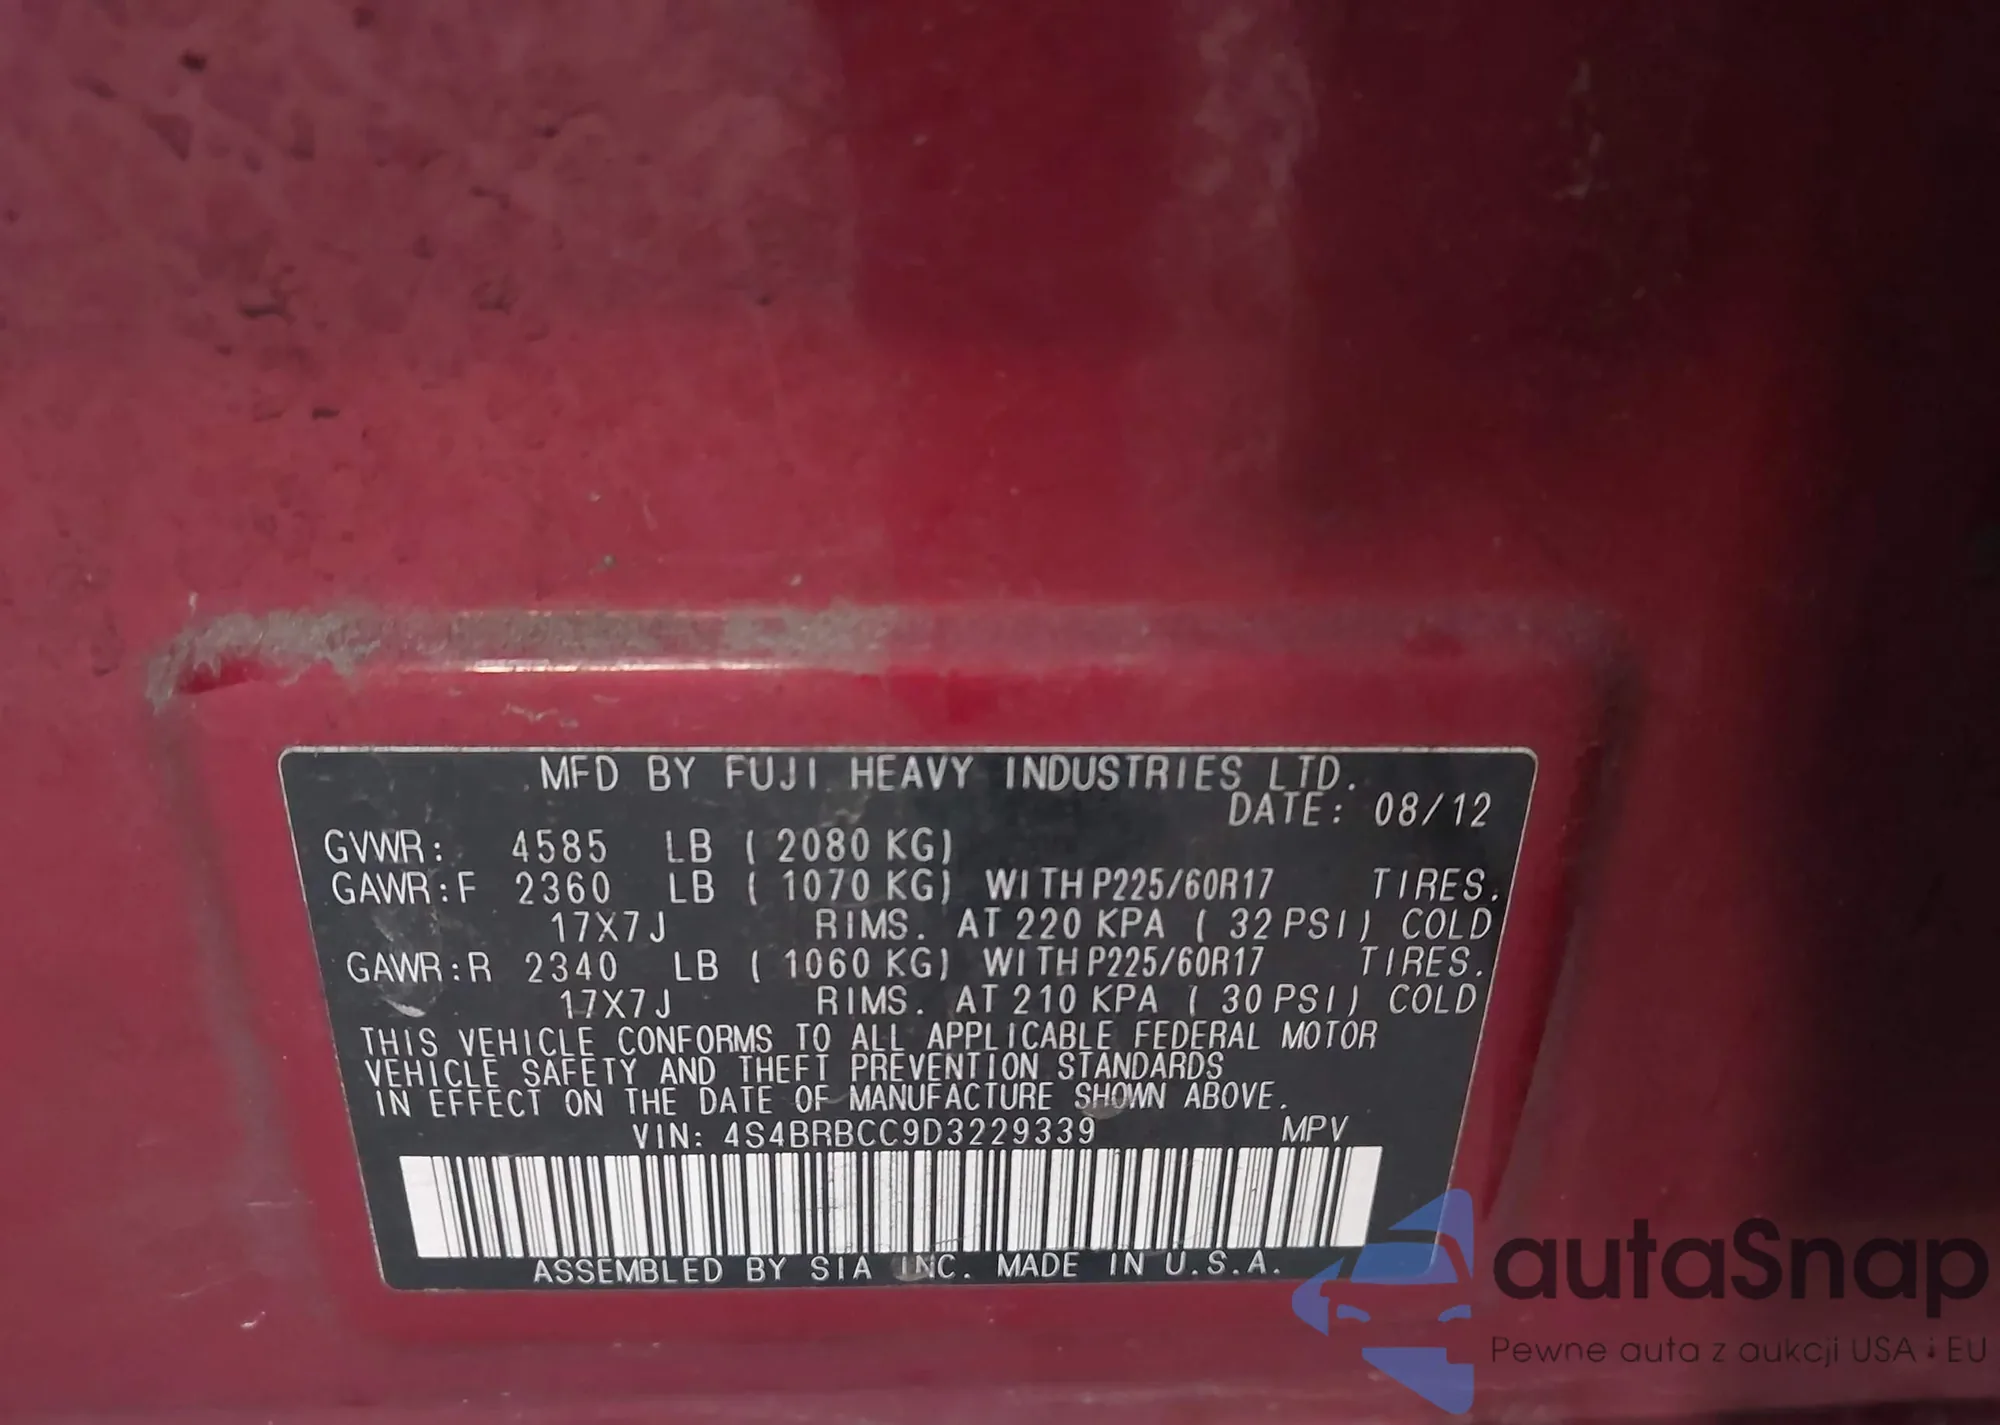 MFD BY FUJI HEAVY INDUSTRIES LTD.
DATE: 08/12
GVWR: 4585 LB ( 2080 KG)
GAWR:F 2360 LB ( 1070 KG) WITH P225/60R17 TIRES.
17X7J RIMS. AT 220 KPA ( 32 PSI) COLD
GAWR:R 2340 LB ( 1060 KG) WITH P225/60R17 TIRES.
17X7J RIMS. AT 210 KPA ( 30 PSI) COLD
THIS VEHICLE CONFORMS TO ALL APPLICABLE FEDERAL MOTOR
VEHICLE SAFETY AND THEFT PREVENTION STANDARDS
IN EFFECT ON THE DATE OF MANUFACTURE SHOWN ABOVE.
VIN: 4S4BRBCC9D3229339 MPV
ASSEMBLED BY SIA INC. MADE IN U.S.A.
autaSnap
Pewne auta z aukcji USA i EU